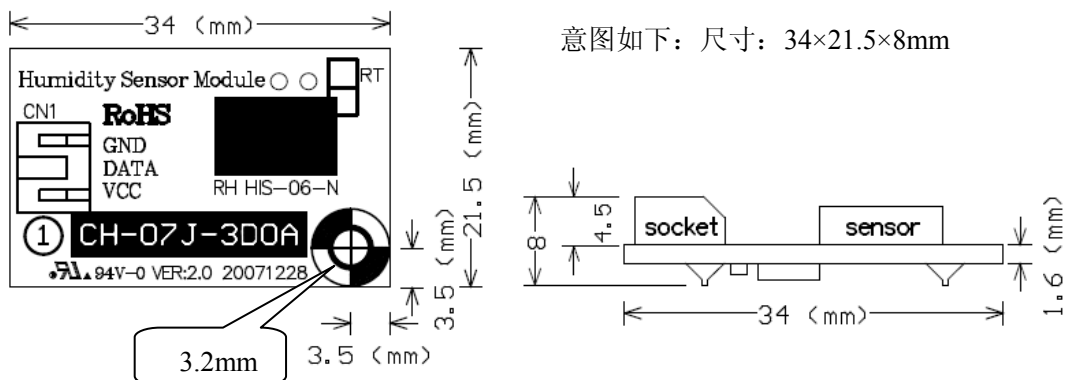 34 (mm)
意图如下：尺寸：34×21.5×8mm
Humidity Sensor Module
RT
CN1
RoHS
GND
DATA
VCC
RH HIS-06-N
21.5 (mm)
1
CH-07J-3D0A
94V-0 VER:2.0 20071228
3.5 (mm)
3.5 (mm)
3.2mm
8
4.5
socket
sensor
1.6 (mm)
34 (mm)